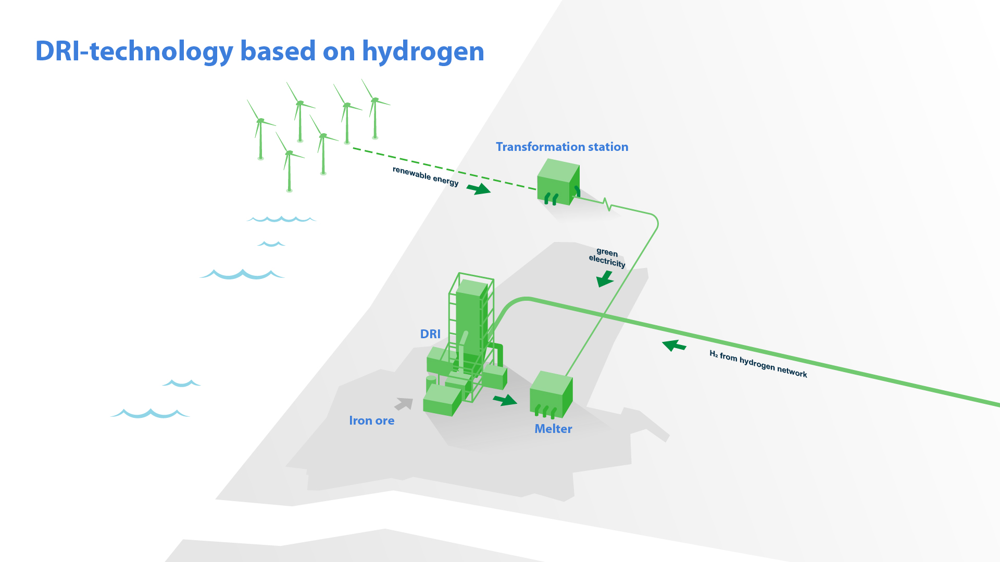 DRI-technology based on hydrogen
Transformation station
renewable energy
green
electricity
DRI
H₂ from hydrogen network
Iron ore
Melter